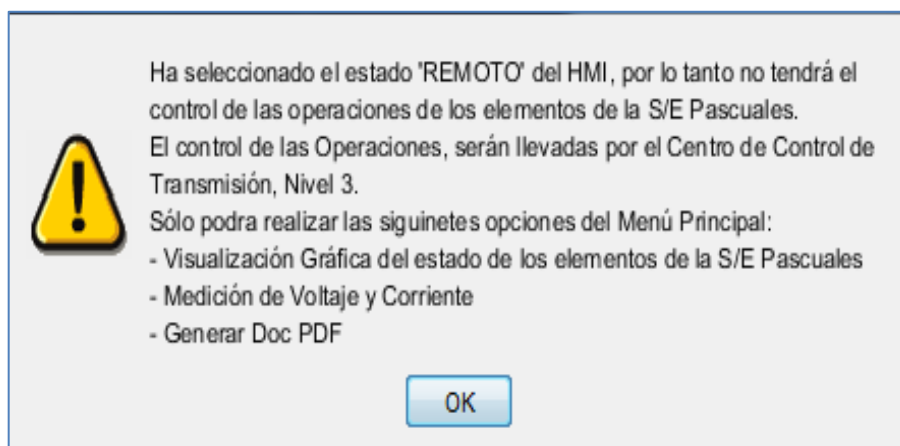 Ha seleccionado el estado "REMOTO" del HMI, por lo tanto no tendrá el
control de las operaciones de los elementos de la S/E Pascuales.
El control de las Operaciones, serán llevadas por el Centro de Control de
Transmisión, Nivel 3.
Sólo podra realizar las siguinetes opciones del Menú Principal:
- Visualización Gráfica del estado de los elementos de la S/E Pascuales
- Medición de Voltaje y Corriente
- Generar Doc PDF
OK